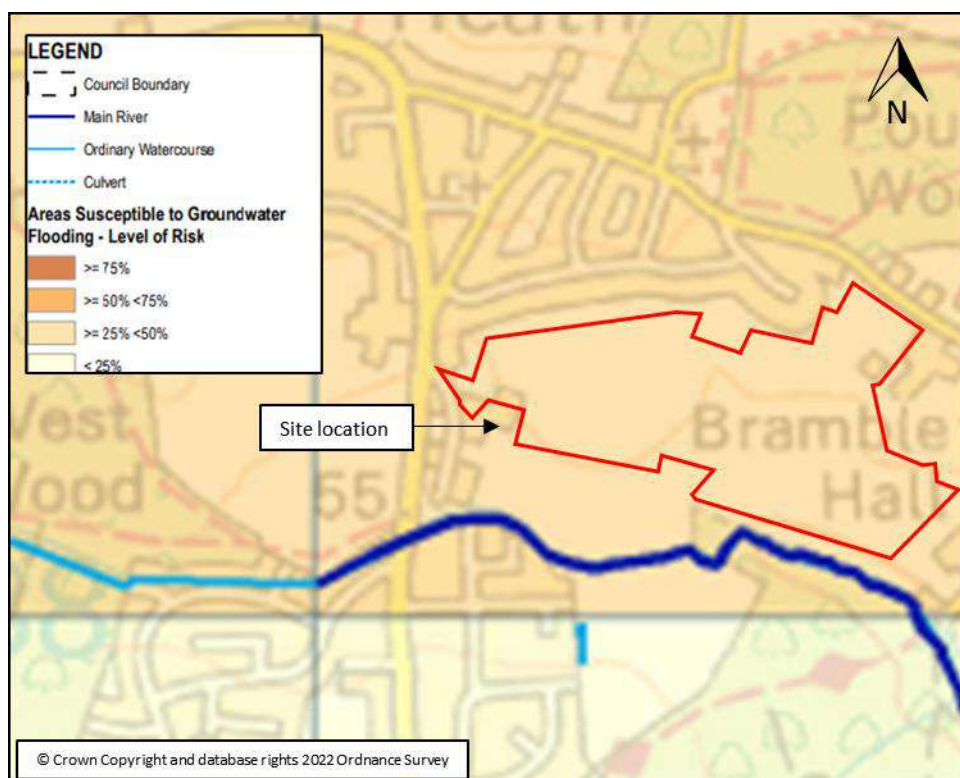 Heath
LEGEND
Council Boundary
Main River
Ordinary Watercourse
Culvert
Areas Susceptible to Groundwater
Flooding - Level of Risk
>= 75%
>= 50% <75%
>= 25% <50%
< 25%
N
Site location
West
Wood
55
Bramble
Hall
© Crown Copyright and database rights 2022 Ordnance Survey